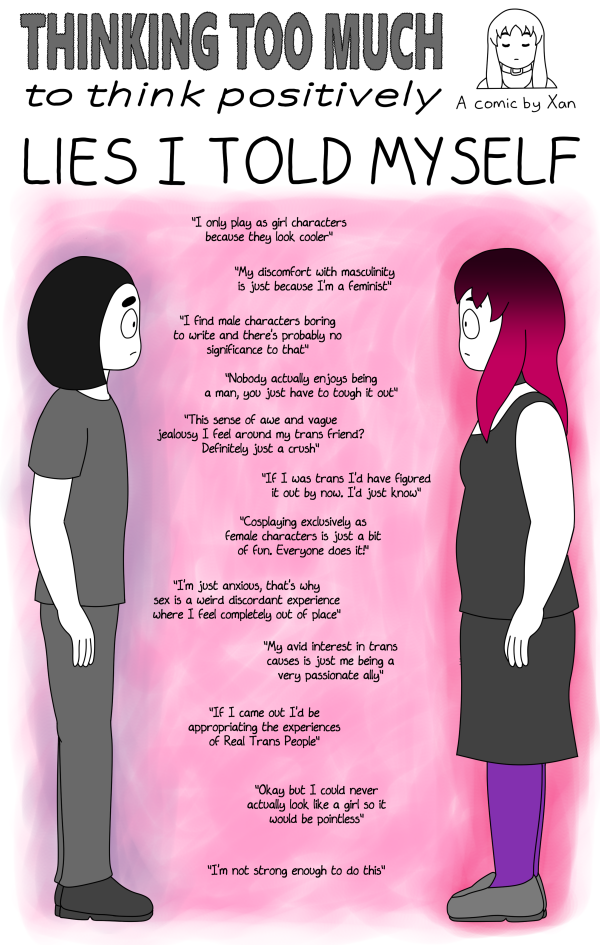 THINKING TOO MUCH
to think positively
A comic by Xan
LIES I TOLD MYSELF
"I only play as girl characters
because they look cooler"
"My discomfort with masculinity
is just because I'm a feminist"
"I find male characters boring
to write and there's probably no
significance to that"
"Nobody actually enjoys being
a man, you just have to tough it out"
"This sense of awe and vague
jealousy I feel around my trans friend?
Definitely just a crush"
"If I was trans I'd have figured
it out by now. I'd just know"
"Cosplaying exclusively as
female characters is just a bit
of fun. Everyone does it!"
"I'm just anxious, that's why
sex is a weird discordant experience
where I feel completely out of place"
"My avid interest in trans
causes is just me being a
very passionate ally"
"If I came out I'd be
appropriating the experiences
of Real Trans People"
"Okay but I could never
actually look like a girl so it
would be pointless"
"I'm not strong enough to do this"